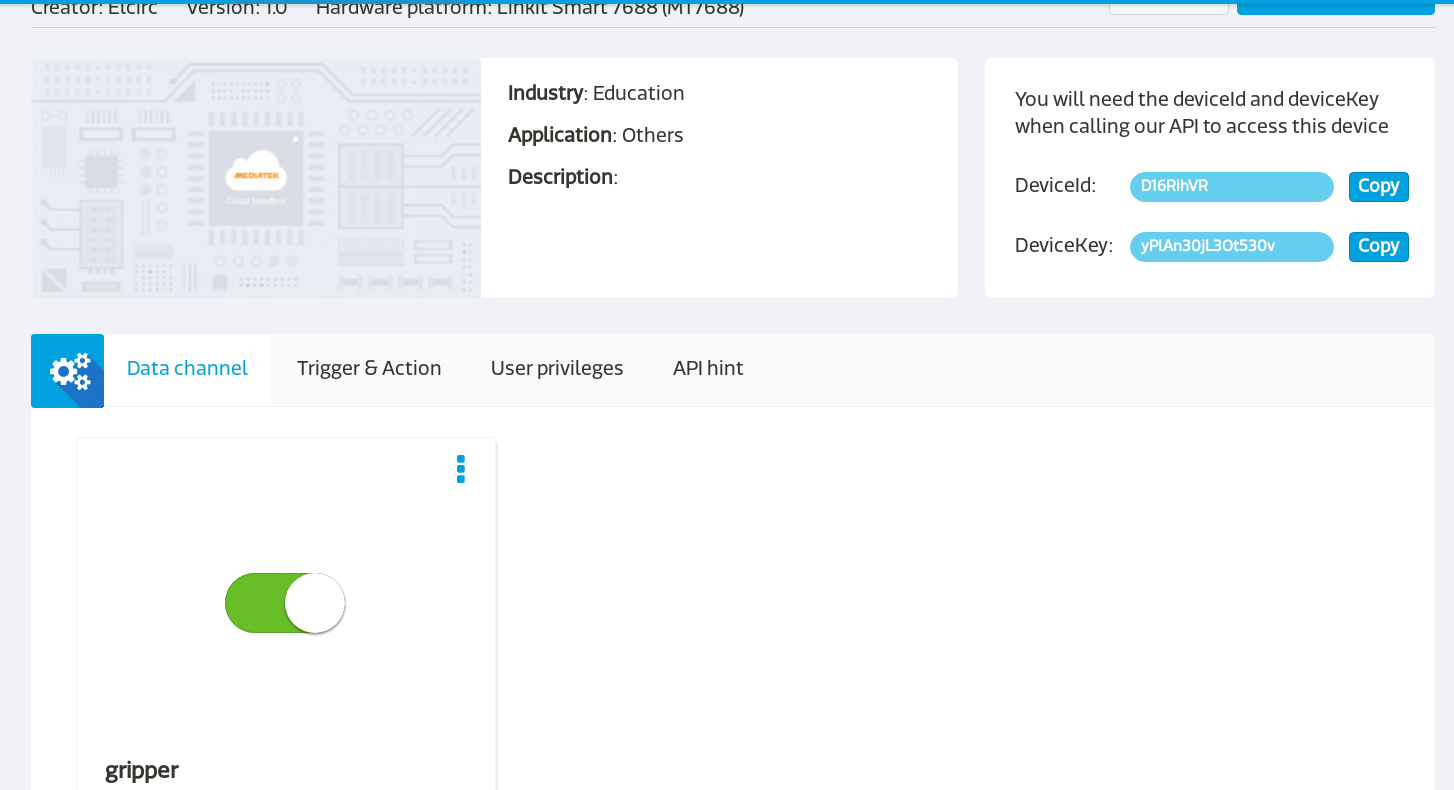 Creator: Elcirc Version: 1.0 Hardware platform: LinkIt Smart 7688 (MT7688)
MEDIATEK
Cloud Sandbox
Industry: Education
Application: Others
Description:
You will need the deviceId and deviceKey
when calling our API to access this device
DeviceId: D16RihVR Copy
DeviceKey: yPlAn30jL3Ot530v Copy
Data channel Trigger & Action User privileges API hint
gripper